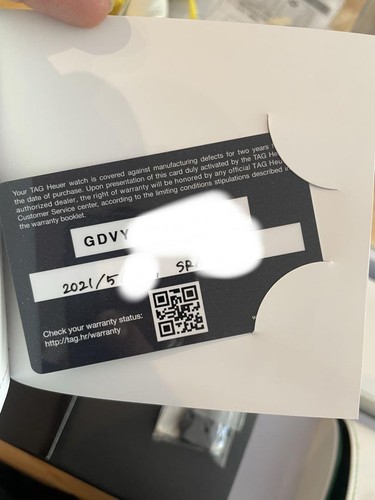 Your TAG Heuer watch is covered against manufacturing defects for two years
the date of purchase. Upon presentation of this card duly activated by the TAG
authorized dealer, the right of warranty will be honored by any official TAG
Customer Service center, according to the limiting conditions stipulations described
the warranty booklet.
GDVY
2021/5
SP
Check your warranty status:
http://tag.hr/warranty